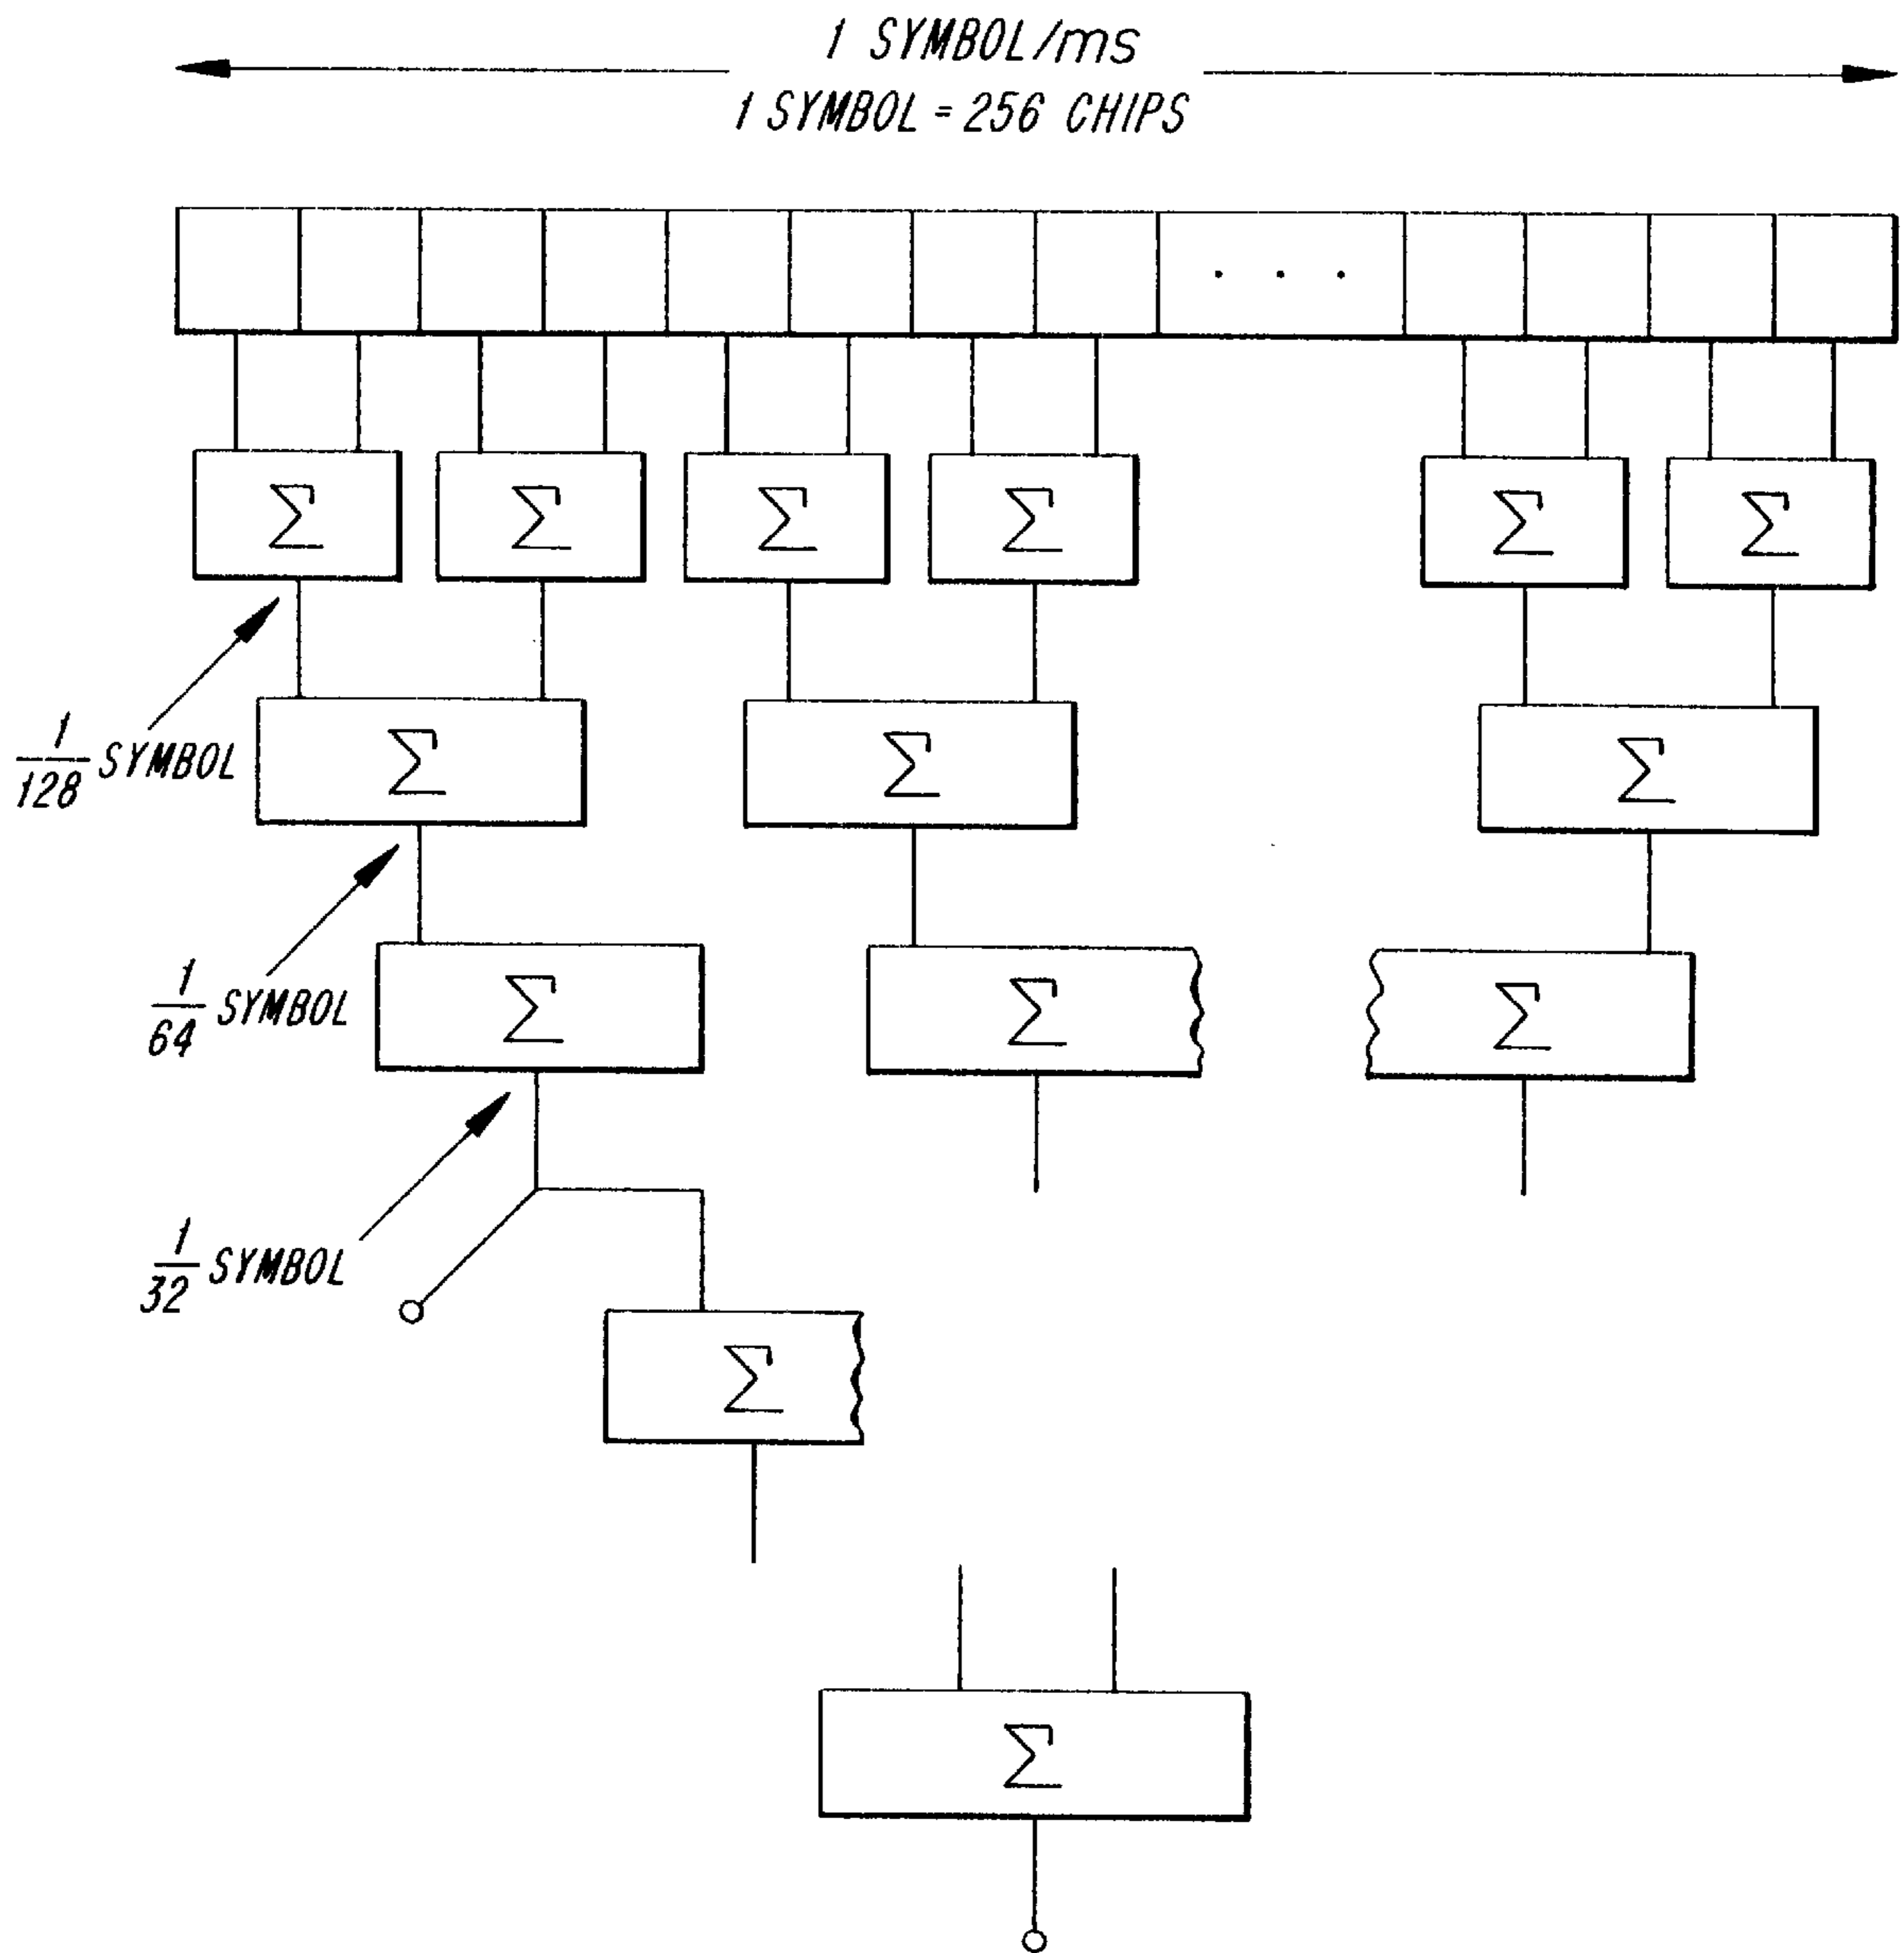 1 SYMBOL/ms
1 SYMBOL = 256 CHIPS
. . .
Σ Σ Σ Σ Σ Σ
1/128 SYMBOL
Σ Σ Σ
1/64 SYMBOL
Σ Σ Σ
1/32 SYMBOL
Σ
Σ